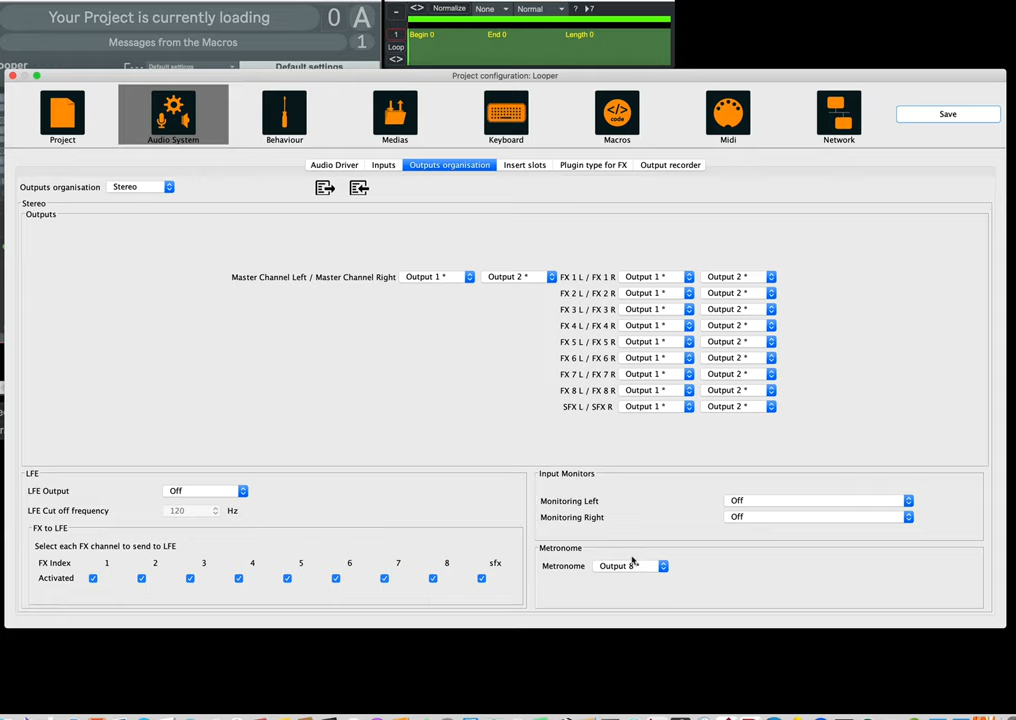 Your Project is currently loading 0 A
Messages from the Macros 1
ooper Default settings Default settings
- <> Normalize None Normal ? 7
1 Begin 0 End 0 Length 0
Loop
<>
Project configuration: Looper
</> code
Project Audio System Behaviour Medias Keyboard Macros Midi Network
Save
Audio Driver Inputs Outputs organisation Insert slots Plugin type for FX Output recorder
Outputs organisation Stereo
Stereo
Outputs
Master Channel Left / Master Channel Right Output 1 * Output 2 * FX 1 L / FX 1 R Output 1 * Output 2 *
FX 2 L / FX 2 R Output 1 * Output 2 *
FX 3 L / FX 3 R Output 1 * Output 2 *
FX 4 L / FX 4 R Output 1 * Output 2 *
FX 5 L / FX 5 R Output 1 * Output 2 *
FX 6 L / FX 6 R Output 1 * Output 2 *
FX 7 L / FX 7 R Output 1 * Output 2 *
FX 8 L / FX 8 R Output 1 * Output 2 *
SFX L / SFX R Output 1 * Output 2 *
LFE
LFE Output Off
LFE Cut off frequency 120 Hz
FX to LFE
Select each FX channel to send to LFE
FX Index 1 2 3 4 5 6 7 8 sfx
Activated
Input Monitors
Monitoring Left Off
Monitoring Right Off
Metronome
Metronome Output 8